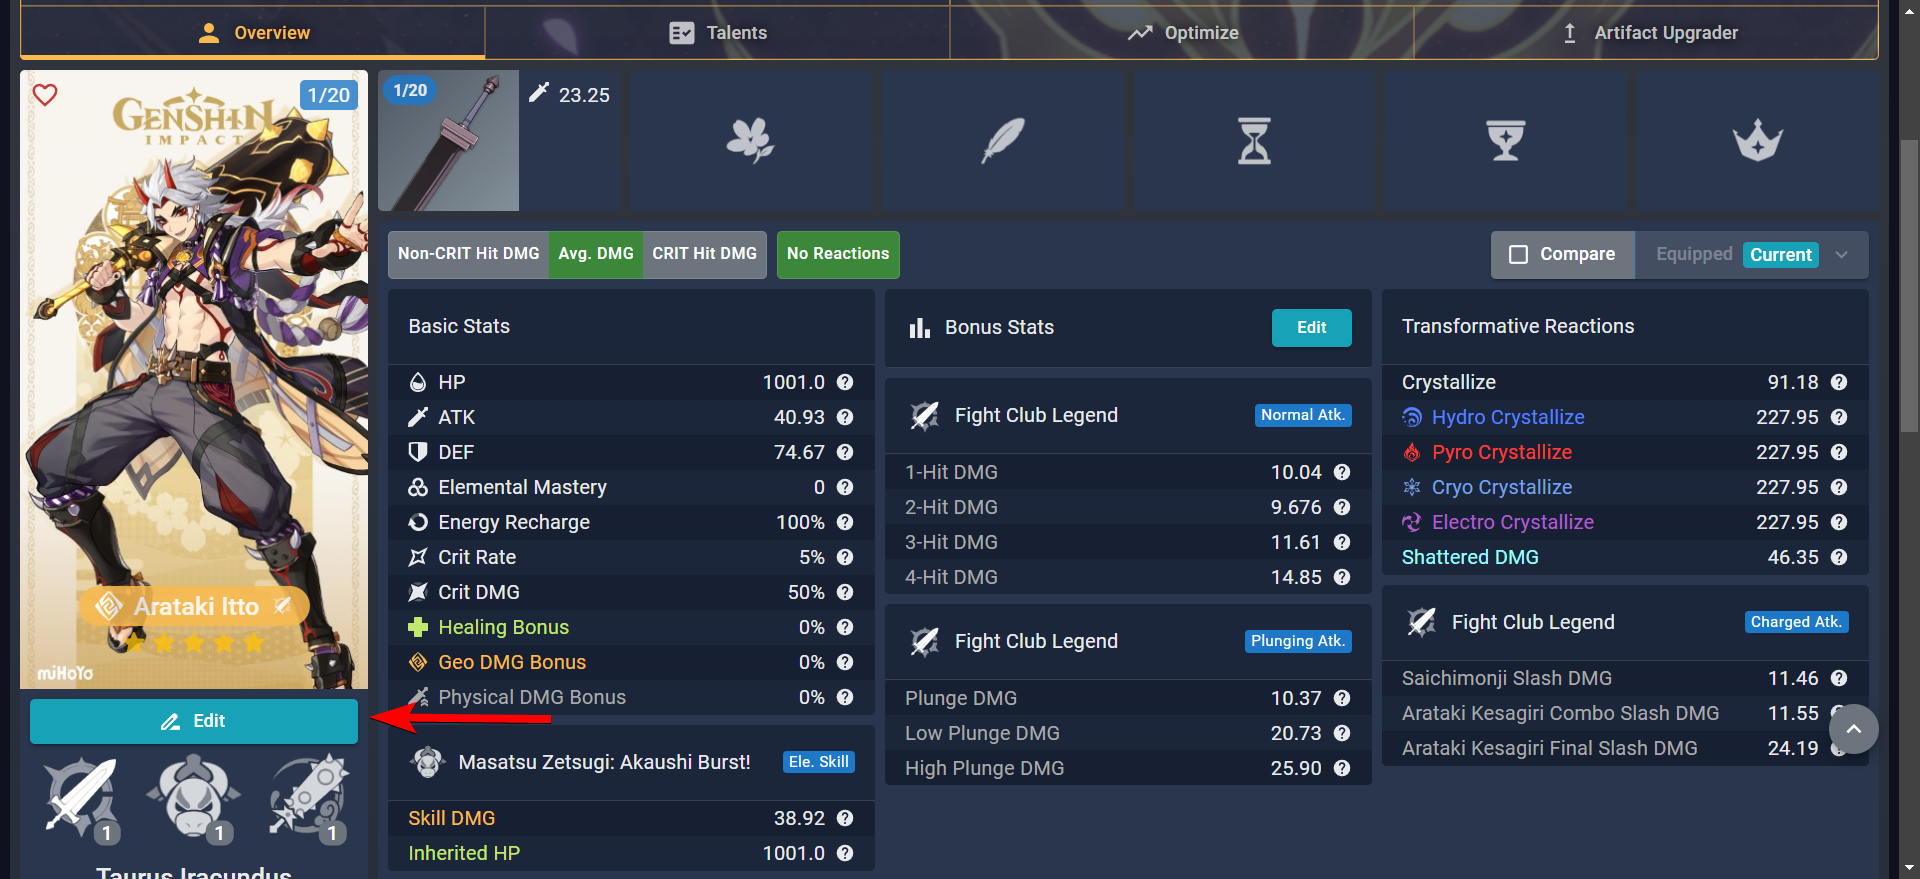 Overview
Talents
Optimize
Artifact Upgrader
1/20
GENSHIN
IMPACT
Arataki Itto
miHoYo
Edit
1
1
1
Taurus Iracundus
1/20
23.25
Non-CRIT Hit DMG
Avg. DMG
CRIT Hit DMG
No Reactions
Compare
Equipped Current
Basic Stats
HP 1001.0
ATK 40.93
DEF 74.67
Elemental Mastery 0
Energy Recharge 100%
Crit Rate 5%
Crit DMG 50%
Healing Bonus 0%
Geo DMG Bonus 0%
Physical DMG Bonus 0%
Masatsu Zetsugi: Akaushi Burst! Ele. Skill
Skill DMG 38.92
Inherited HP 1001.0
Bonus Stats Edit
Fight Club Legend Normal Atk.
1-Hit DMG 10.04
2-Hit DMG 9.676
3-Hit DMG 11.61
4-Hit DMG 14.85
Fight Club Legend Plunging Atk.
Plunge DMG 10.37
Low Plunge DMG 20.73
High Plunge DMG 25.90
Transformative Reactions
Crystallize 91.18
Hydro Crystallize 227.95
Pyro Crystallize 227.95
Cryo Crystallize 227.95
Electro Crystallize 227.95
Shattered DMG 46.35
Fight Club Legend Charged Atk.
Saichimonji Slash DMG 11.46
Arataki Kesagiri Combo Slash DMG 11.55
Arataki Kesagiri Final Slash DMG 24.19